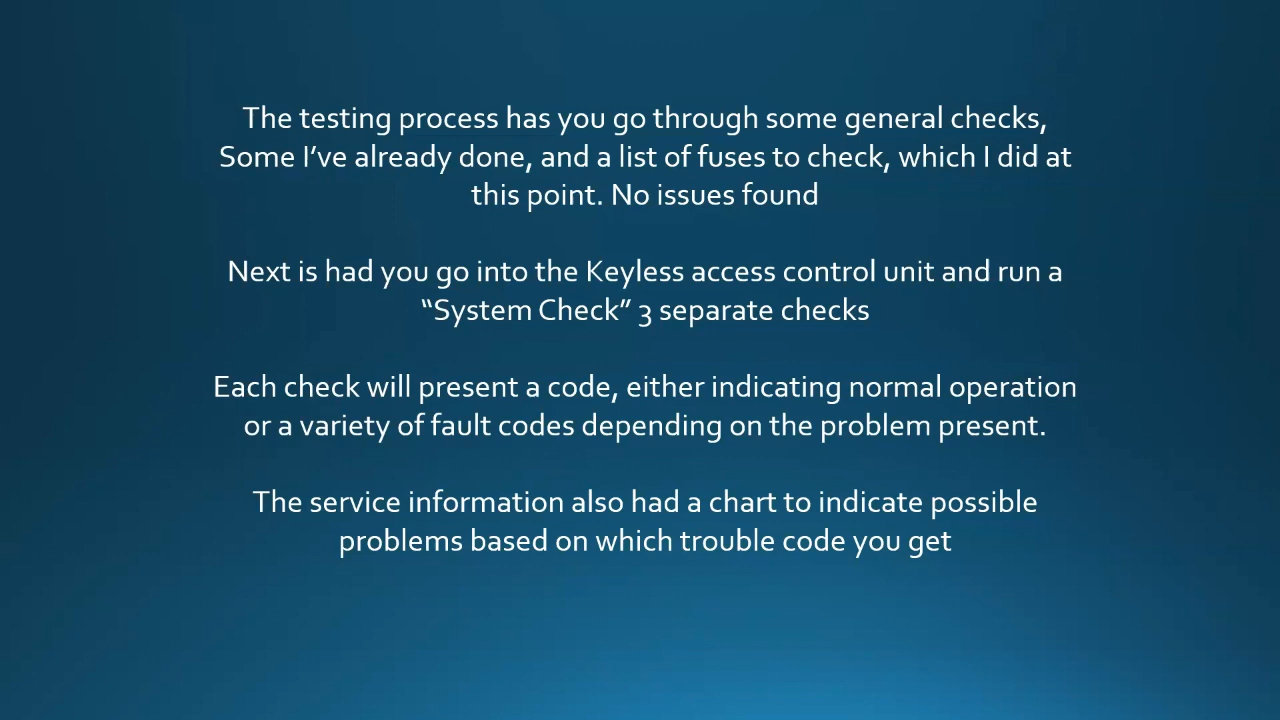 The testing process has you go through some general checks,
Some I’ve already done, and a list of fuses to check, which I did at
this point. No issues found
Next is had you go into the Keyless access control unit and run a
“System Check” 3 separate checks
Each check will present a code, either indicating normal operation
or a variety of fault codes depending on the problem present.
The service information also had a chart to indicate possible
problems based on which trouble code you get